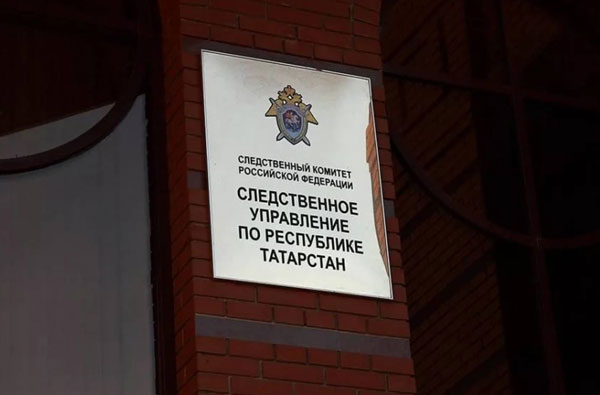 СЛЕДСТВЕННЫЙ КОМИТЕТ
РОССИЙСКОЙ ФЕДЕРАЦИИ
СЛЕДСТВЕННОЕ
УПРАВЛЕНИЕ
ПО РЕСПУБЛИКЕ
ТАТАРСТАН